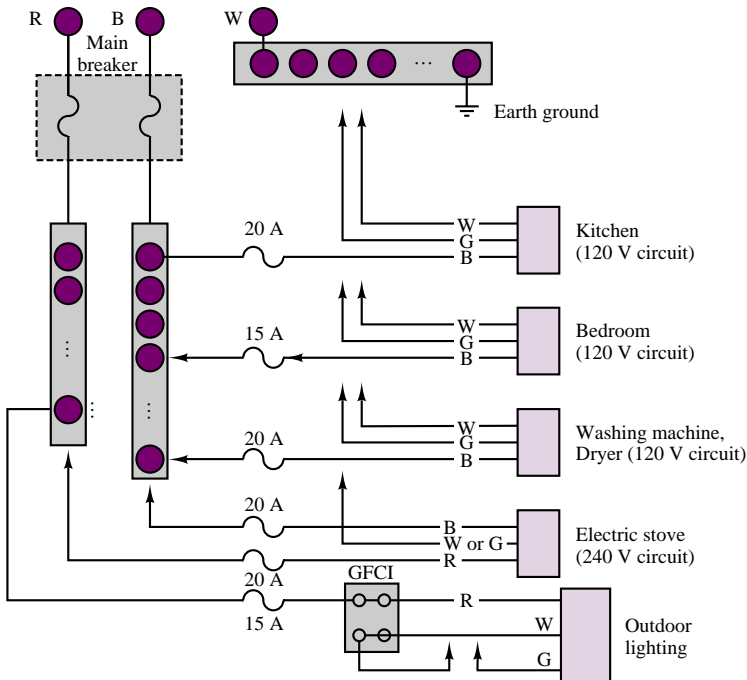 R
B
W
Main
breaker
...
Earth ground
20 A
W
G
B
Kitchen
(120 V circuit)
15 A
W
G
B
Bedroom
(120 V circuit)
...
...
...
20 A
W
G
B
Washing machine,
Dryer (120 V circuit)
20 A
B
W or G
R
Electric stove
(240 V circuit)
20 A
GFCI
15 A
R
W
G
Outdoor
lighting